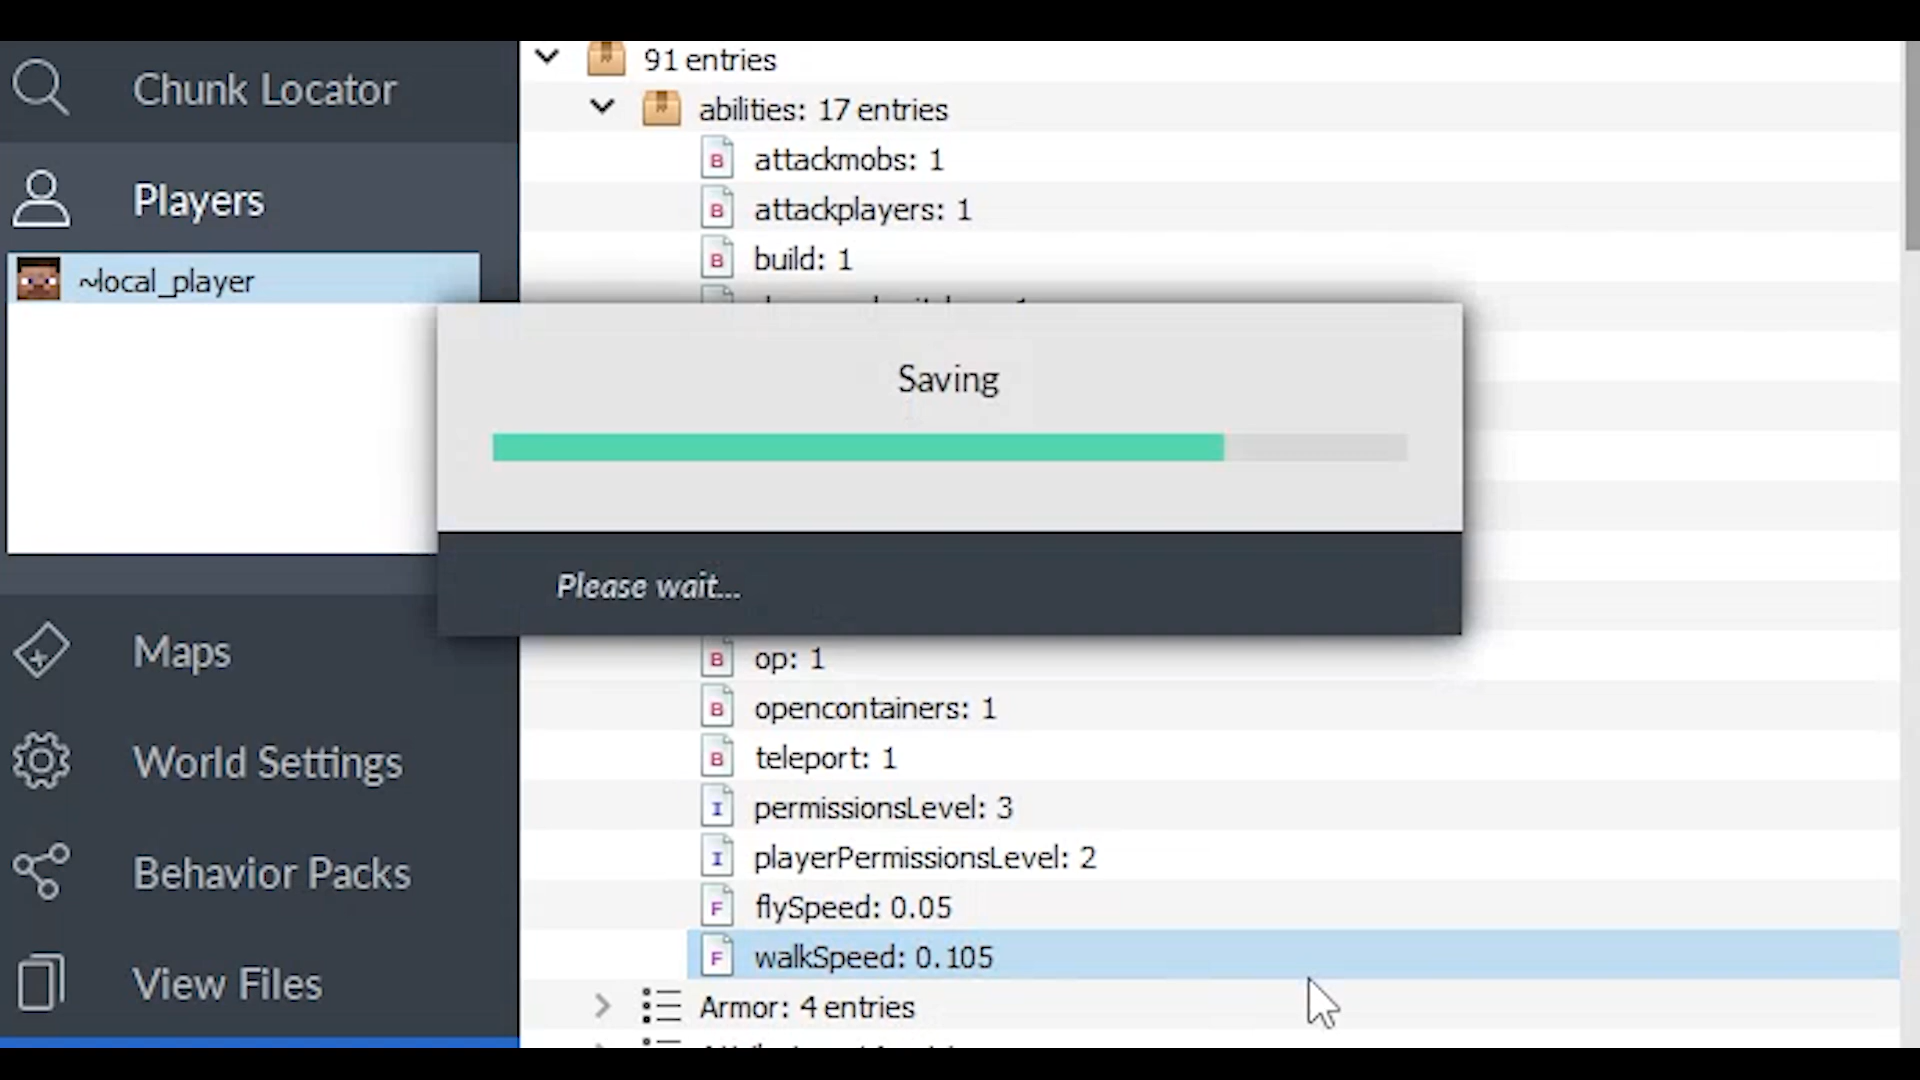 Chunk Locator
Players
~local_player
Maps
World Settings
Behavior Packs
View Files
91 entries
abilities: 17 entries
attackmobs: 1
attackplayers: 1
build: 1
Saving
Please wait...
op: 1
opencontainers: 1
teleport: 1
permissionsLevel: 3
playerPermissionsLevel: 2
flySpeed: 0.05
walkSpeed: 0.105
Armor: 4 entries